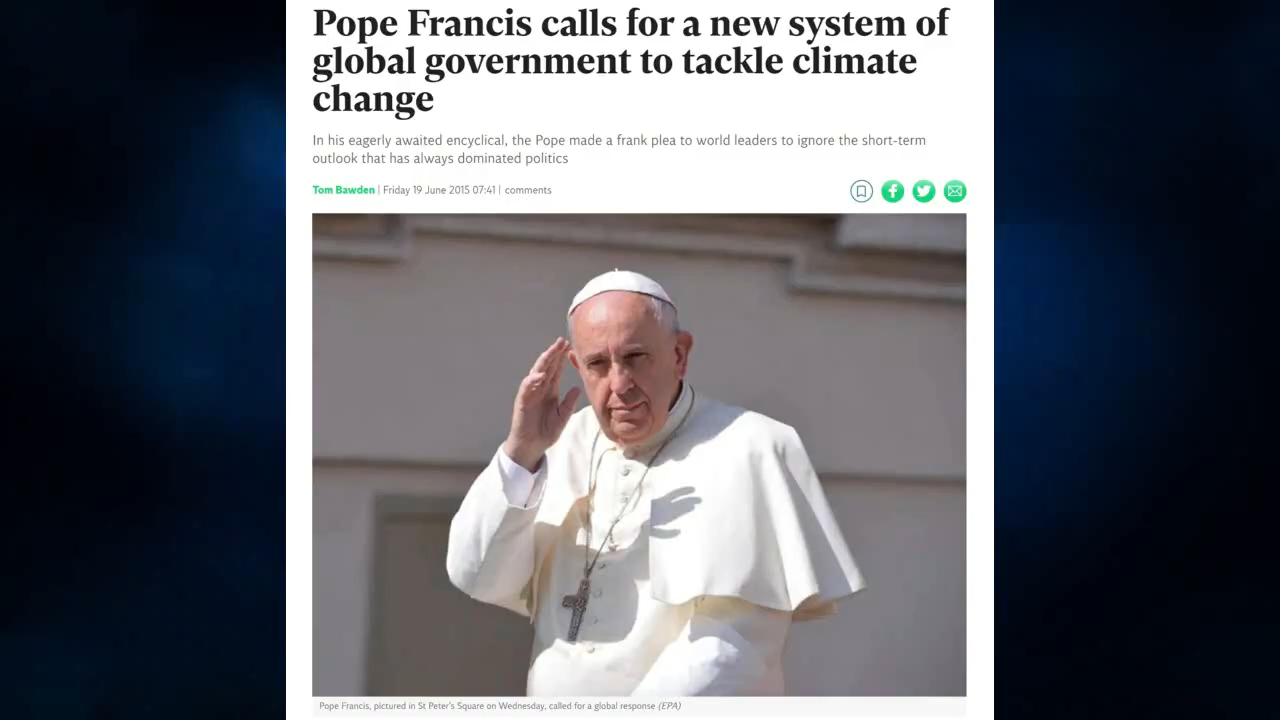 Pope Francis calls for a new system of
global government to tackle climate
change
In his eagerly awaited encyclical, the Pope made a frank plea to world leaders to ignore the short-term
outlook that has always dominated politics
Tom Bawden | Friday 19 June 2015 07:41 | comments
Pope Francis, pictured in St Peter's Square on Wednesday, called for a global response (EPA)